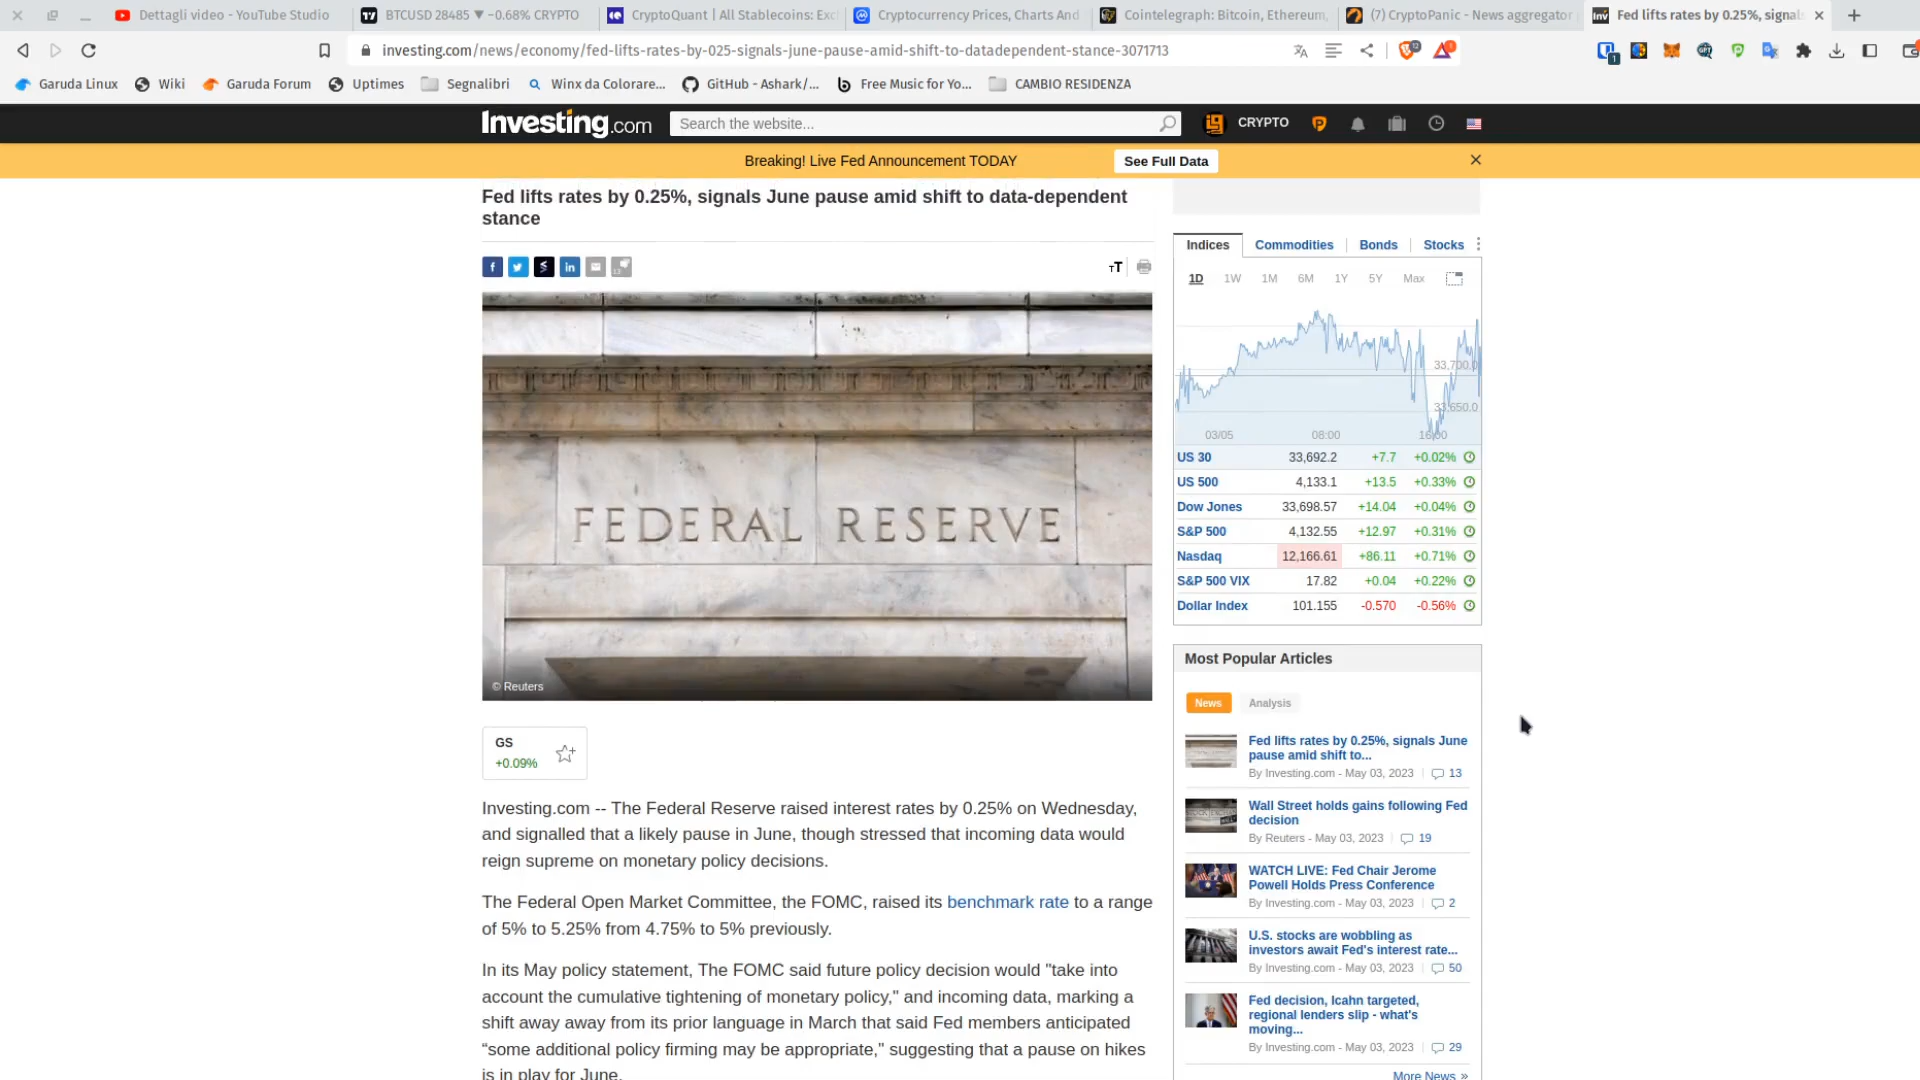 Dettagli video - YouTube Studio
BTCUSD 28485 ▼ −0.68% CRYPTO
CryptoQuant | All Stablecoins: Exc
Cryptocurrency Prices, Charts And
Cointelegraph: Bitcoin, Ethereum,
(7) CryptoPanic - News aggregator
Fed lifts rates by 0.25%, signals
investing.com/news/economy/fed-lifts-rates-by-025-signals-june-pause-amid-shift-to-datadependent-stance-3071713
Garuda Linux
Wiki
Garuda Forum
Uptimes
Segnalibri
Winx da Colorare...
GitHub - Ashark/...
Free Music for Yo...
CAMBIO RESIDENZA
Investing.com
Search the website...
CRYPTO
Breaking! Live Fed Announcement TODAY
See Full Data
Fed lifts rates by 0.25%, signals June pause amid shift to data-dependent
stance
FEDERAL RESERVE
© Reuters
GS
+0.09%
Investing.com -- The Federal Reserve raised interest rates by 0.25% on Wednesday,
and signalled that a likely pause in June, though stressed that incoming data would
reign supreme on monetary policy decisions.
The Federal Open Market Committee, the FOMC, raised its benchmark rate to a range
of 5% to 5.25% from 4.75% to 5% previously.
In its May policy statement, The FOMC said future policy decision would "take into
account the cumulative tightening of monetary policy," and incoming data, marking a
shift away away from its prior language in March that said Fed members anticipated
“some additional policy firming may be appropriate," suggesting that a pause on hikes
is in play for June.
Indices
Commodities
Bonds
Stocks
1D 1W 1M 6M 1Y 5Y Max
33,700.0
33,650.0
03/05 08:00 16:00
US 30 33,692.2 +7.7 +0.02%
US 500 4,133.1 +13.5 +0.33%
Dow Jones 33,698.57 +14.04 +0.04%
S&P 500 4,132.55 +12.97 +0.31%
Nasdaq 12,166.61 +86.11 +0.71%
S&P 500 VIX 17.82 +0.04 +0.22%
Dollar Index 101.155 -0.570 -0.56%
Most Popular Articles
News
Analysis
Fed lifts rates by 0.25%, signals June
pause amid shift to...
By Investing.com - May 03, 2023 13
Wall Street holds gains following Fed
decision
By Reuters - May 03, 2023 19
WATCH LIVE: Fed Chair Jerome
Powell Holds Press Conference
By Investing.com - May 03, 2023 2
U.S. stocks are wobbling as
investors await Fed's interest rate...
By Investing.com - May 03, 2023 50
Fed decision, Icahn targeted,
regional lenders slip - what's
moving...
By Investing.com - May 03, 2023 29
More News »